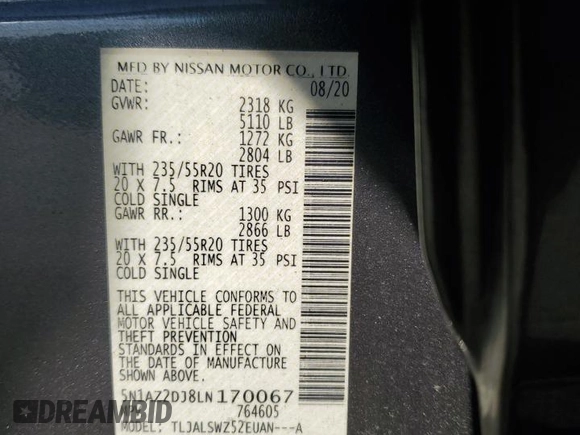 MFD BY NISSAN MOTOR CO., LTD.
DATE: 08/20
GVWR: 2318 KG
5110 LB
GAWR FR.: 1272 KG
2804 LB
WITH 235/55R20 TIRES
20 X 7.5 RIMS AT 35 PSI
COLD SINGLE
GAWR RR.: 1300 KG
2866 LB
WITH 235/55R20 TIRES
20 X 7.5 RIMS AT 35 PSI
COLD SINGLE
THIS VEHICLE CONFORMS TO
ALL APPLICABLE FEDERAL
MOTOR VEHICLE SAFETY AND
THEFT PREVENTION
STANDARDS IN EFFECT ON
THE DATE OF MANUFACTURE
SHOWN ABOVE.
5N1AZ2DJ8LN170067
764605
MODEL: TLJALSWZ52EUAN---A
DREAMBID
.COM